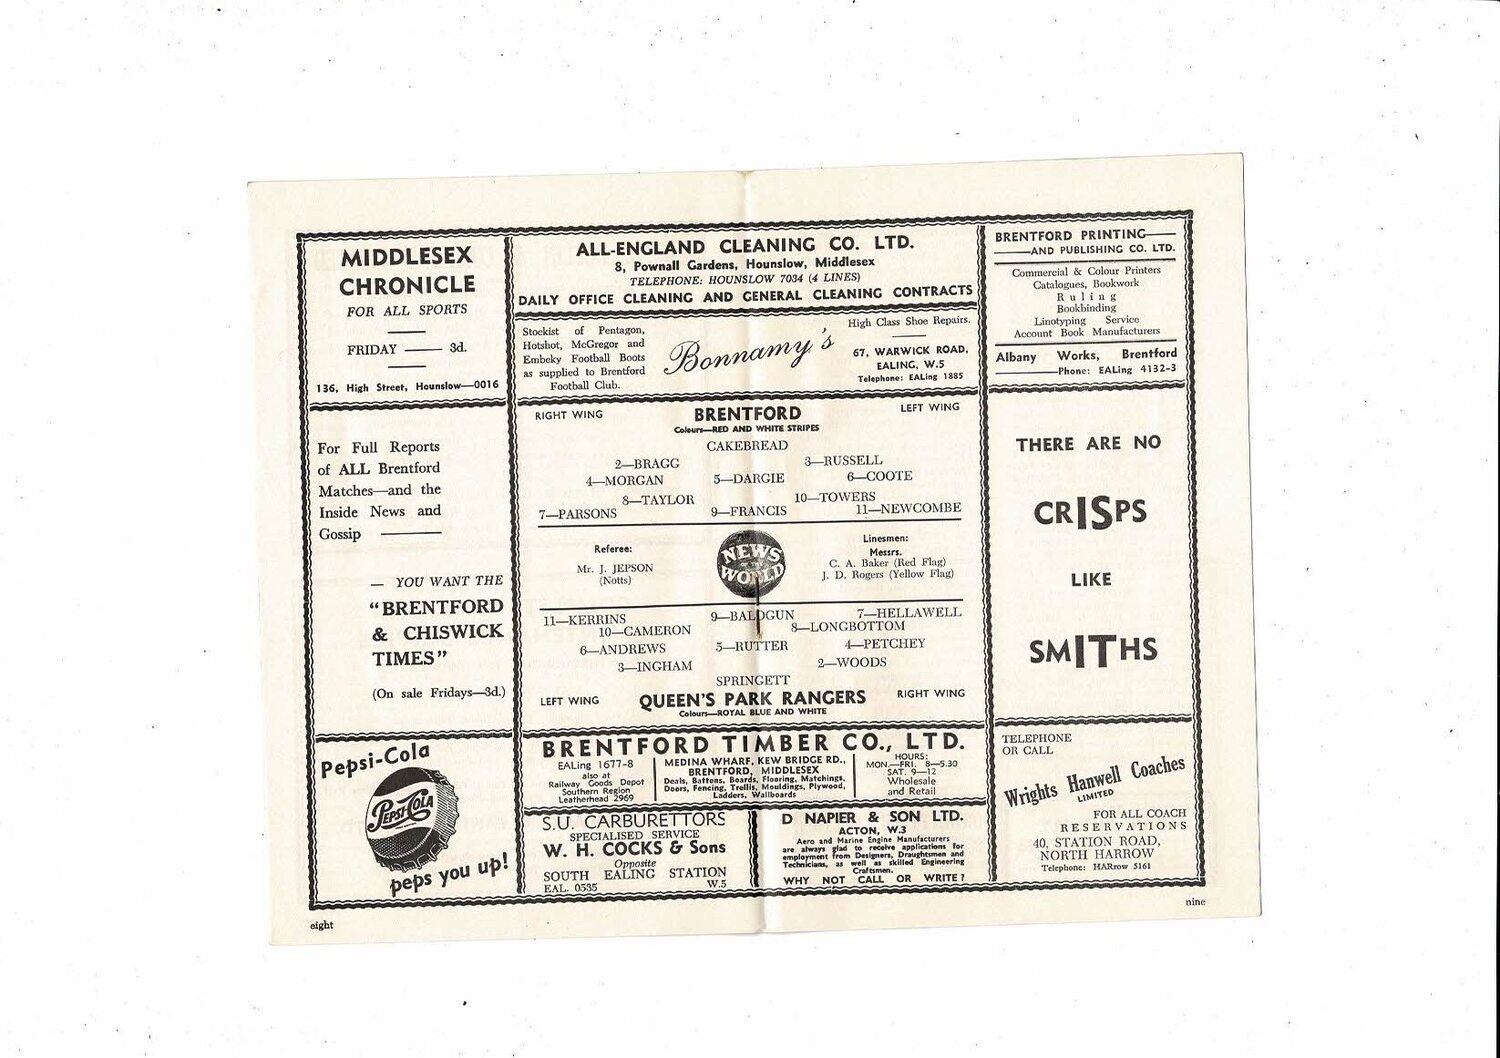 MIDDLESEX
CHRONICLE
FOR ALL SPORTS
FRIDAY —— 3d.
136, High Street, Hounslow—0016
For Full Reports
of ALL Brentford
Matches—and the
Inside News and
Gossip ——
— YOU WANT THE
"BRENTFORD
& CHISWICK
TIMES"
(On sale Fridays—3d.)
Pepsi-Cola
PEPSI-COLA
peps you up!
ALL-ENGLAND CLEANING CO. LTD.
8, Pownall Gardens, Hounslow, Middlesex
TELEPHONE: HOUNSLOW 7034 (4 LINES)
DAILY OFFICE CLEANING AND GENERAL CLEANING CONTRACTS
Stockist of Pentagon,
Hotshot, McGregor and
Embeky Football Boots
as supplied to Brentford
Football Club.
Bonnamy's
High Class Shoe Repairs.
67, WARWICK ROAD,
EALING, W.5
Telephone: EALing 1885
RIGHT WING BRENTFORD LEFT WING
Colours—RED AND WHITE STRIPES
CAKEBREAD
2—BRAGG 3—RUSSELL
4—MORGAN 5—DARGIE 6—COOTE
8—TAYLOR 10—TOWERS
7—PARSONS 9—FRANCIS 11—NEWCOMBE
Referee:
Mr. J. JEPSON
(Notts)
NEWS
WORLD
Linesmen:
Messrs.
C. A. Baker (Red Flag)
J. D. Rogers (Yellow Flag)
11—KERRINS 9—BALOGUN 7—HELLAWELL
10—CAMERON 8—LONGBOTTOM
6—ANDREWS 5—RUTTER 4—PETCHEY
3—INGHAM 2—WOODS
SPRINGETT
LEFT WING QUEEN'S PARK RANGERS RIGHT WING
Colours—ROYAL BLUE AND WHITE
BRENTFORD TIMBER CO., LTD.
EALing 1677-8
also at
Railway Goods Depot
Southern Region
Leatherhead 2969
MEDINA WHARF, KEW BRIDGE RD.,
BRENTFORD, MIDDLESEX
Deals, Battens, Boards, Flooring, Matchings,
Doors, Fencing, Trellis, Mouldings, Plywood,
Ladders, Wallboards
HOURS:
MON.—FRI. 8—5.30
SAT. 9—12
Wholesale
and Retail
S.U. CARBURETTORS
SPECIALISED SERVICE
W. H. COCKS & Sons
Opposite
SOUTH EALING STATION
EAL. 0535 W.5
D NAPIER & SON LTD.
ACTON, W.3
Aero and Marine Engine Manufacturers
are always glad to receive applications for
employment from Designers, Draughtsmen and
Technicians, as well as skilled Engineering
Craftsmen.
WHY NOT CALL OR WRITE?
BRENTFORD PRINTING——
——AND PUBLISHING CO. LTD.
Commercial & Colour Printers
Catalogues, Bookwork
Ruling
Bookbinding
Linotyping Service
Account Book Manufacturers
Albany Works, Brentford
——Phone: EALing 4132-3
THERE ARE NO
CRISPS
LIKE
SMITHS
TELEPHONE
OR CALL
Wrights Hanwell Coaches
LIMITED
FOR ALL COACH
RESERVATIONS
40, STATION ROAD,
NORTH HARROW
Telephone: HARrow 5161
eight
nine